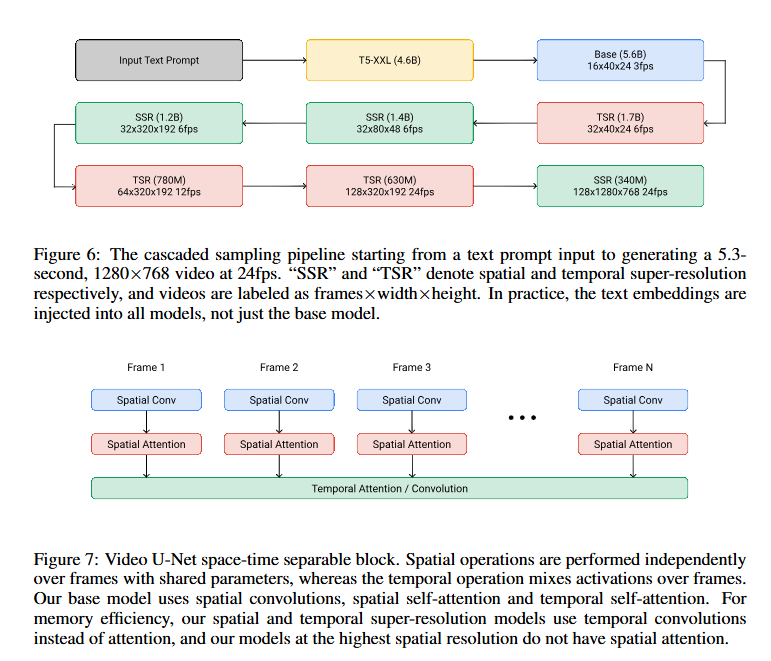 Input Text Prompt
T5-XXL (4.6B)
Base (5.6B)
16x40x24 3fps
SSR (1.2B)
32x320x192 6fps
SSR (1.4B)
32x80x48 6fps
TSR (1.7B)
32x40x24 6fps
TSR (780M)
64x320x192 12fps
TSR (630M)
128x320x192 24fps
SSR (340M)
128x1280x768 24fps
Figure 6: The cascaded sampling pipeline starting from a text prompt input to generating a 5.3-
second, 1280×768 video at 24fps. “SSR” and “TSR” denote spatial and temporal super-resolution
respectively, and videos are labeled as frames×width×height. In practice, the text embeddings are
injected into all models, not just the base model.
Frame 1
Frame 2
Frame 3
Frame N
Spatial Conv
Spatial Conv
Spatial Conv
Spatial Conv
Spatial Attention
Spatial Attention
Spatial Attention
Spatial Attention
Temporal Attention / Convolution
Figure 7: Video U-Net space-time separable block. Spatial operations are performed independently
over frames with shared parameters, whereas the temporal operation mixes activations over frames.
Our base model uses spatial convolutions, spatial self-attention and temporal self-attention. For
memory efficiency, our spatial and temporal super-resolution models use temporal convolutions
instead of attention, and our models at the highest spatial resolution do not have spatial attention.